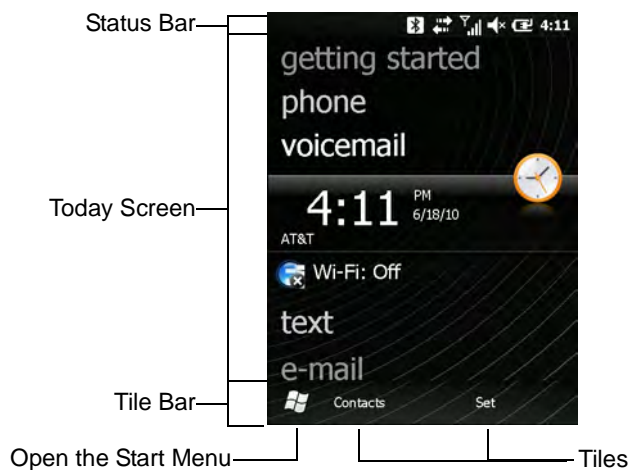 Status Bar
4:11
getting started
phone
voicemail
Today Screen
4:11 PM
6/18/10
AT&T
Wi-Fi: Off
text
e-mail
Tile Bar
Contacts Set
Open the Start Menu
Tiles